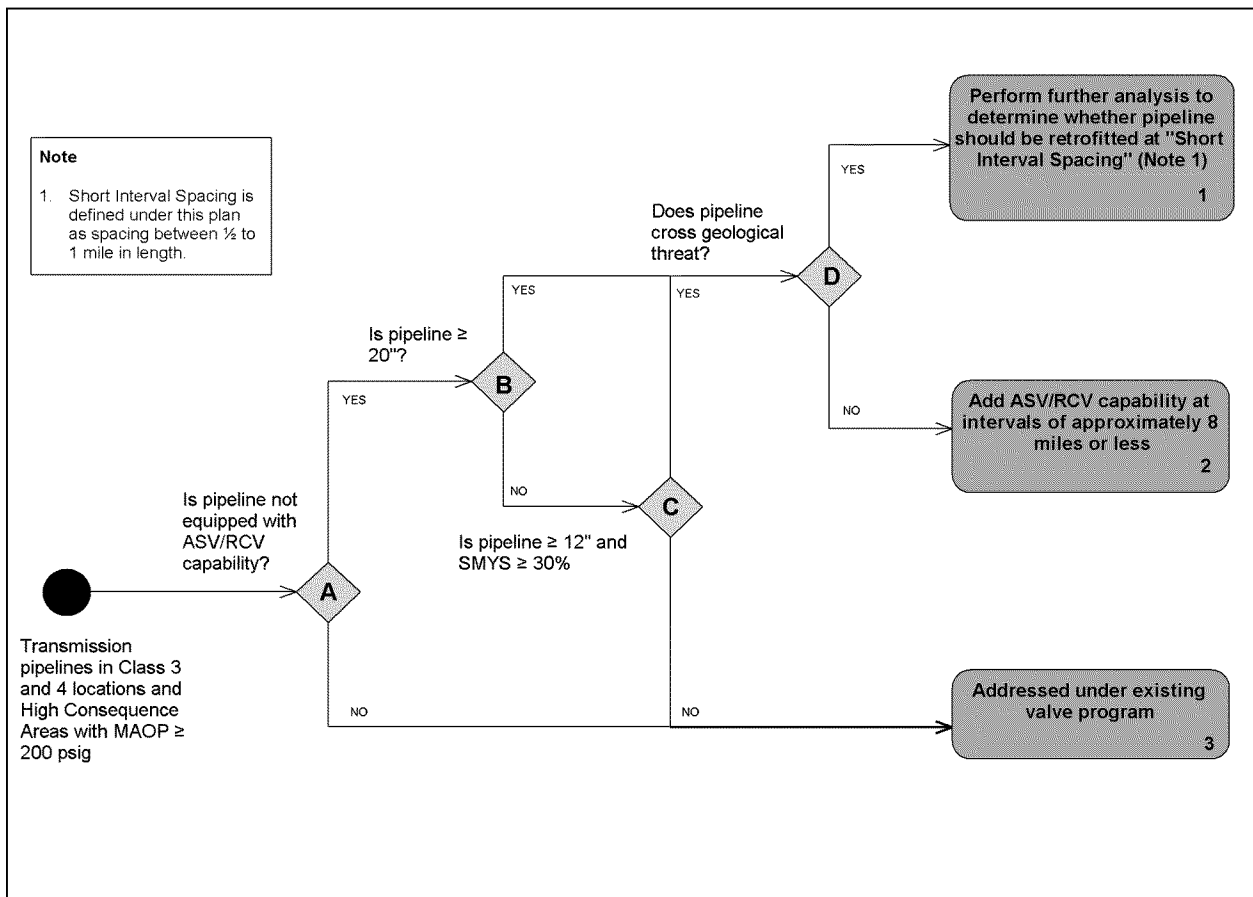 Note
1. Short Interval Spacing is
defined under this plan
as spacing between ½ to
1 mile in length.
Perform further analysis to
determine whether pipeline
should be retrofitted at "Short
Interval Spacing" (Note 1)
1
YES
Does pipeline
cross geological
threat?
D
YES
YES
Is pipeline ≥
20"?
B
YES
NO
Add ASV/RCV capability at
intervals of approximately 8
miles or less
2
NO
C
Is pipeline not
equipped with
ASV/RCV
capability?
Is pipeline ≥ 12" and
SMYS ≥ 30%
A
Transmission
pipelines in Class 3
and 4 locations and
High Consequence
Areas with MAOP ≥
200 psig
NO
NO
Addressed under existing
valve program
3